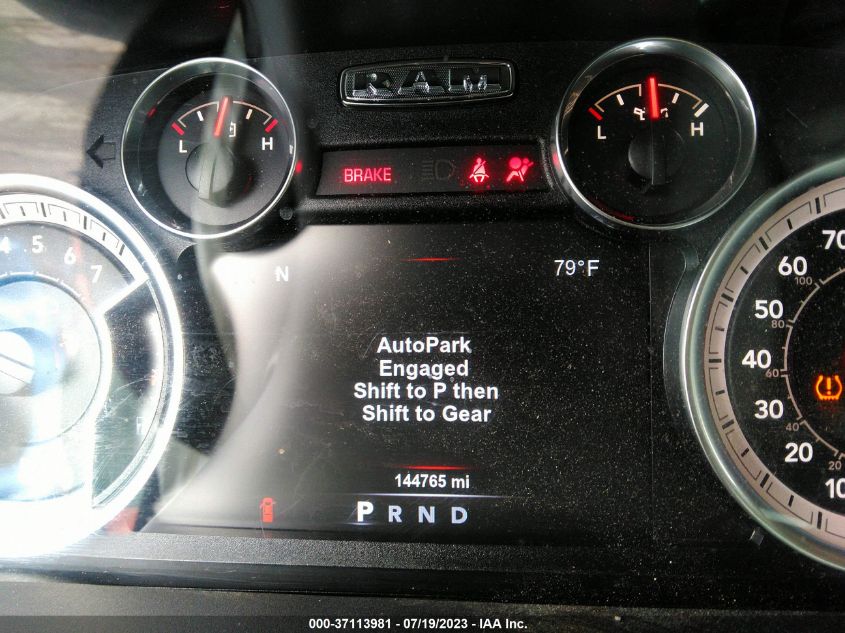 RAM
L H
L H
BRAKE
4 5 6 7
N 79°F
AutoPark
Engaged
Shift to P then
Shift to Gear
144765 mi
P R N D
70
60
100
50
80
40
60
30
40
20
20
10
000-37113981 - 07/19/2023 - IAA Inc.